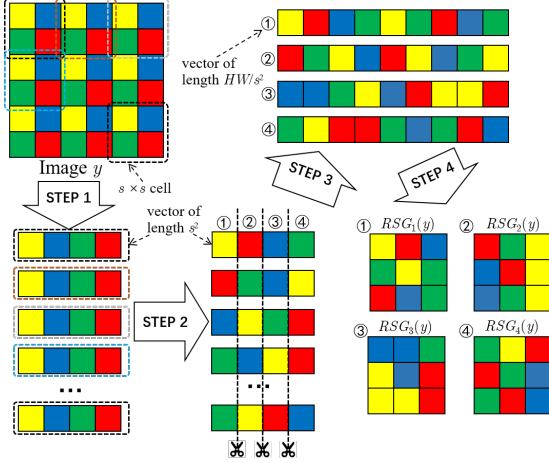 ①
vector of
length HW/s²
②
③
④
Image y
s × s cell
STEP 1
STEP 3
STEP 4
vector of
length s²
① ② ③ ④
① RSG₁(y)
② RSG₂(y)
STEP 2
③ RSG₃(y)
④ RSG₄(y)
...
...